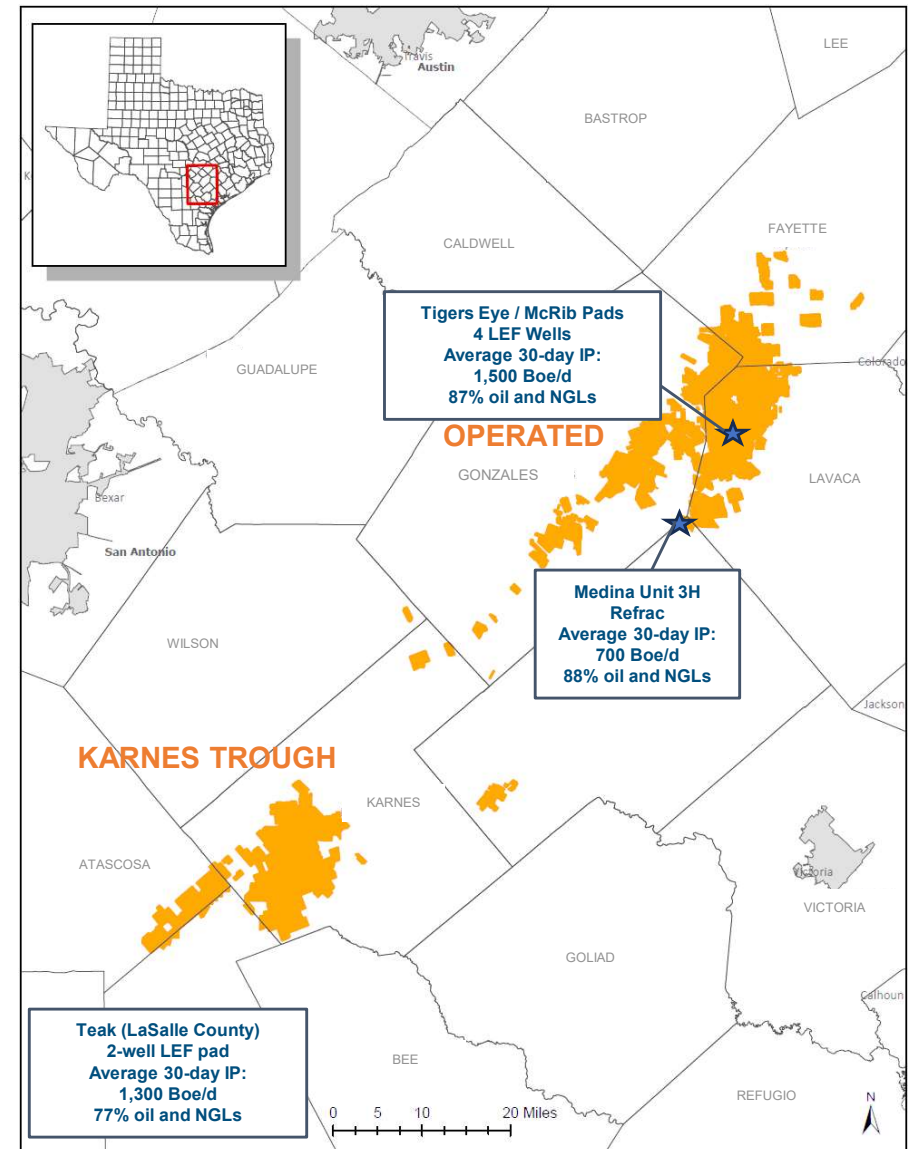 Travis
Austin
LEE
BASTROP
FAYETTE
CALDWELL
Tigers Eye / McRib Pads
4 LEF Wells
Average 30-day IP:
1,500 Boe/d
87% oil and NGLs
GUADALUPE
Colorado
OPERATED
GONZALES
LAVACA
Bexar
San Antonio
Medina Unit 3H
Refrac
Average 30-day IP:
700 Boe/d
88% oil and NGLs
WILSON
Jackson
KARNES TROUGH
KARNES
ATASCOSA
Victoria
VICTORIA
GOLIAD
Calhoun
Teak (LaSalle County)
2-well LEF pad
Average 30-day IP:
1,300 Boe/d
77% oil and NGLs
BEE
REFUGIO
0 5 10 20 Miles
N